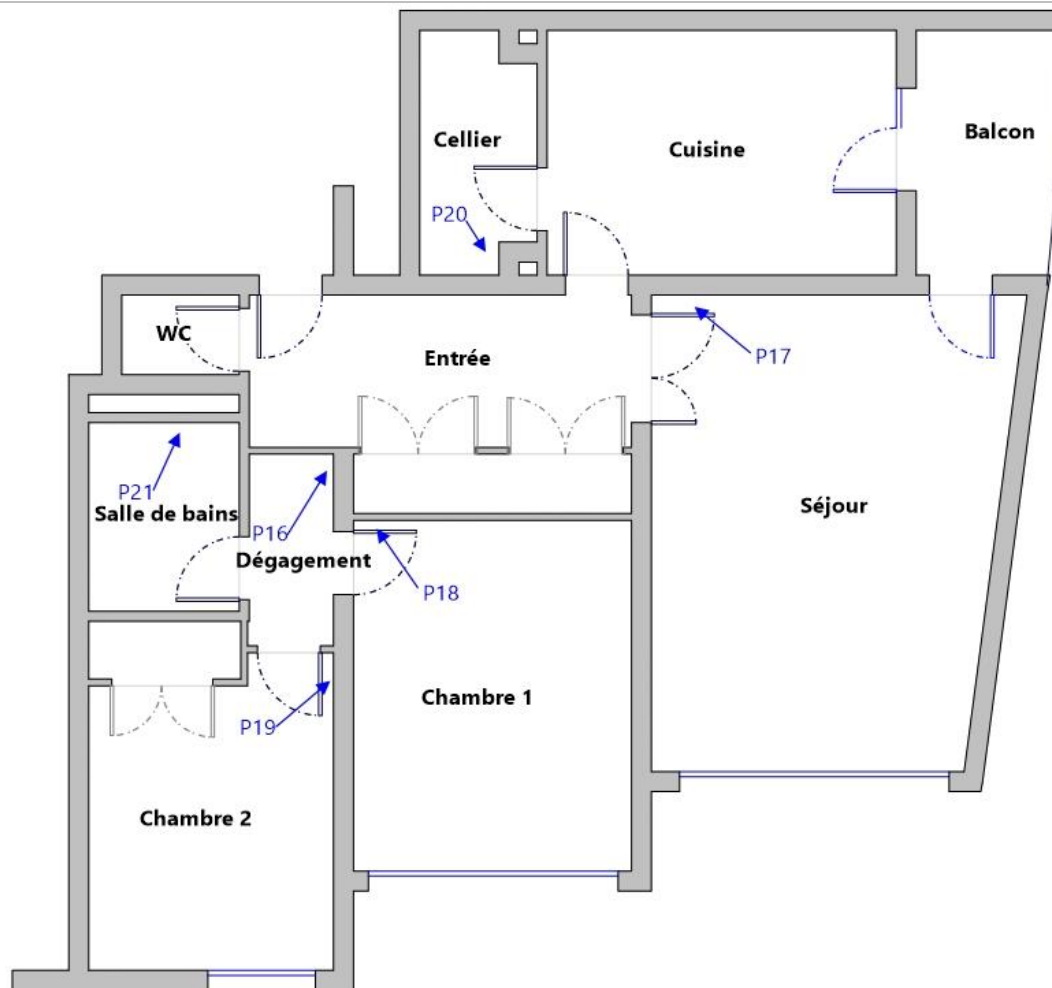 Cellier
Cuisine
Balcon
P20
WC
Entrée
P17
P21
Salle de bains
P16
Dégagement
Séjour
P18
Chambre 1
P19
Chambre 2